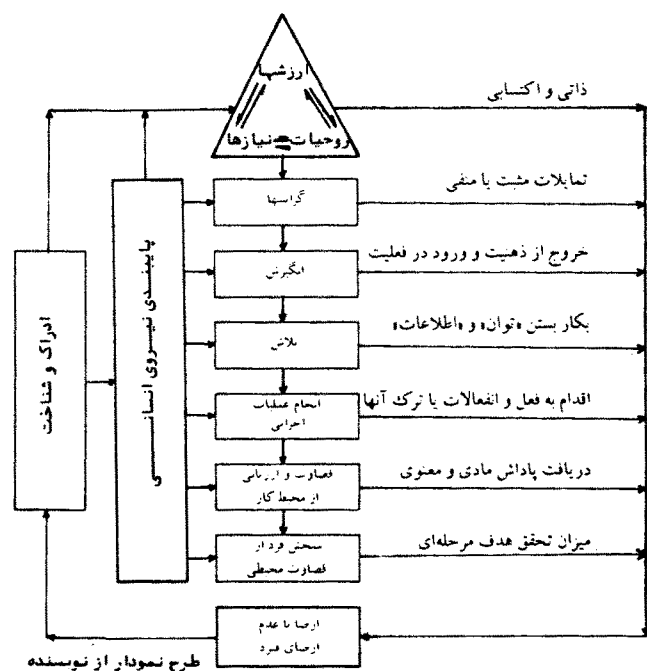 ارزشها
روحیات
نیازها
ذاتی و اکتسابی
گرایشها
تمایلات مثبت یا منفی
انگیزش
خروج از ذهنیت و ورود در فعلیت
تلاش
بکار بستن «توان» و «اطلاعات»
انجام عملیات
اجرایی
اقدام به فعل و انفعالات یا ترک آنها
قضاوت و ارزیابی
از محیط کار
دریافت پاداش مادی و معنوی
سنجش فرد از
قضاوت محیطی
میزان تحقق هدف مرحله‌ای
پایبندی نیروی انسانی
ادراک و شناخت
ارضا یا عدم
ارضای فرد
طرح نمودار از نویسنده